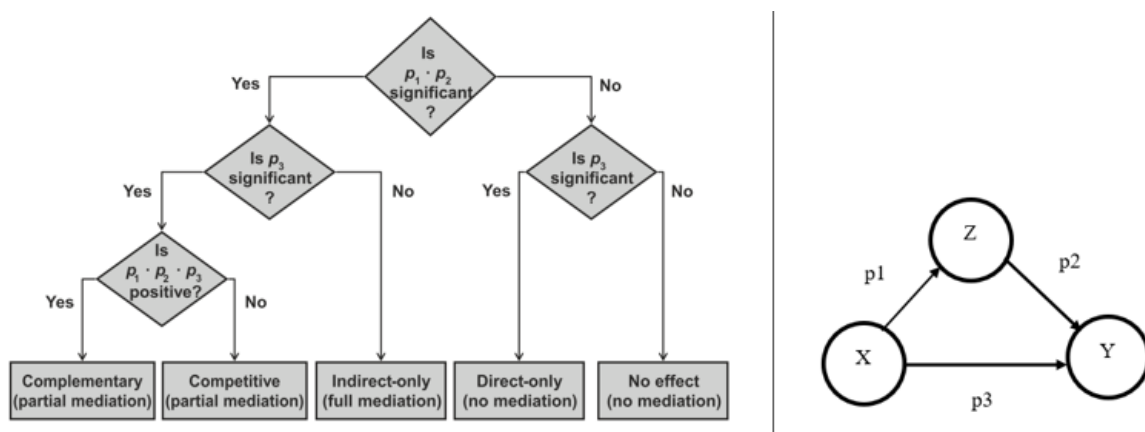 Is
p₁ · p₂
significant
?
Yes
No
Is p₃
significant
?
Is p₃
significant
?
Yes
No
Yes
No
Is
p₁ · p₂ · p₃
positive?
Yes
No
Complementary
(partial mediation)
Competitive
(partial mediation)
Indirect-only
(full mediation)
Direct-only
(no mediation)
No effect
(no mediation)
Z
p1
p2
X
Y
p3